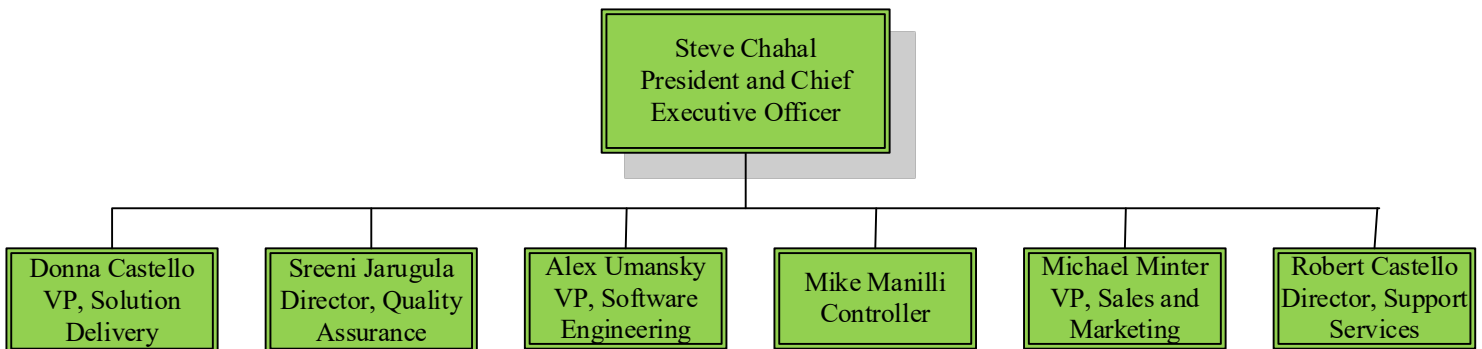 Steve Chahal
President and Chief
Executive Officer
Donna Castello
VP, Solution
Delivery
Sreeni Jarugula
Director, Quality
Assurance
Alex Umansky
VP, Software
Engineering
Mike Manilli
Controller
Michael Minter
VP, Sales and
Marketing
Robert Castello
Director, Support
Services